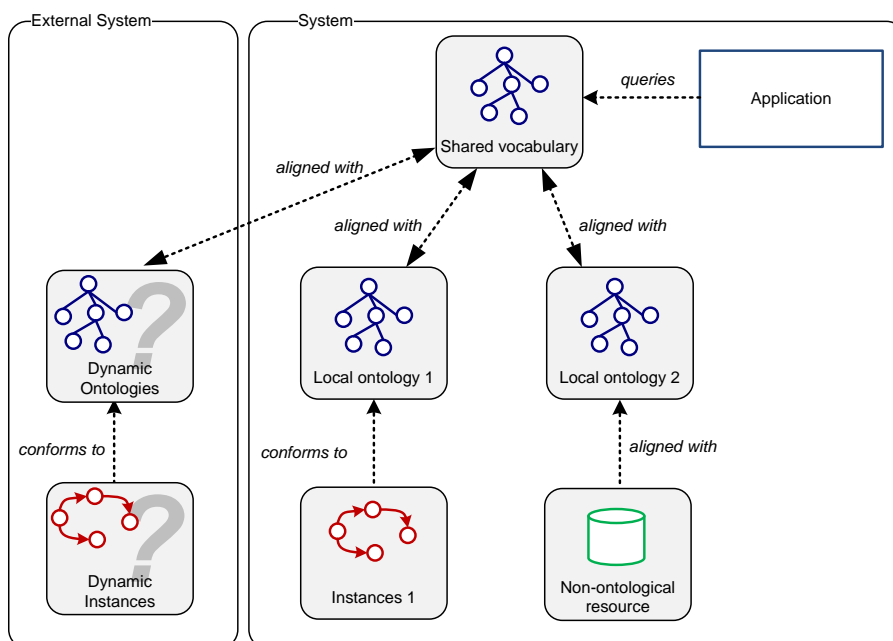 External System
System
queries
Application
Shared vocabulary
aligned with
aligned with
aligned with
?
Dynamic
Ontologies
Local ontology 1
Local ontology 2
conforms to
conforms to
aligned with
?
Dynamic
Instances
Instances 1
Non-ontological
resource